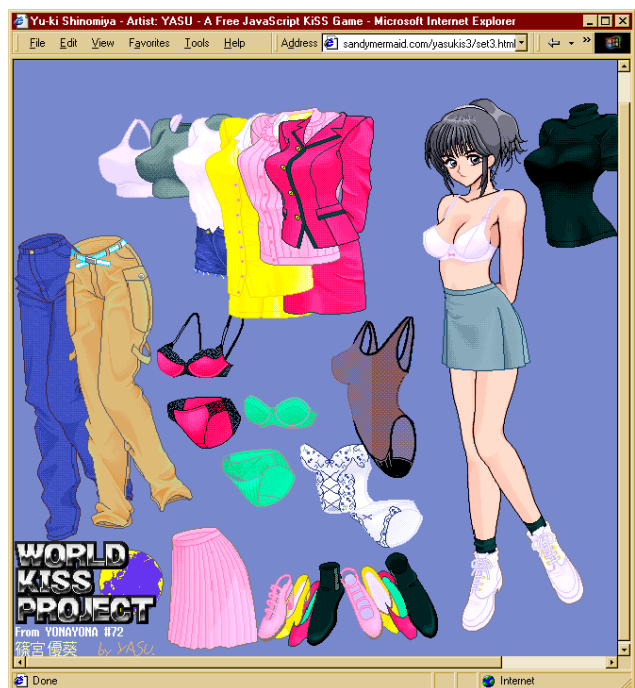 Yu-ki Shinomiya - Artist: YASU - A Free JavaScript KiSS Game - Microsoft Internet Explorer
File Edit View Favorites Tools Help Address sandymermaid.com/yasukis3/set3.html »
WORLD
KISS
PROJECT
From YONAYONA #72
篠宮優葵 by YASU.
Done Internet